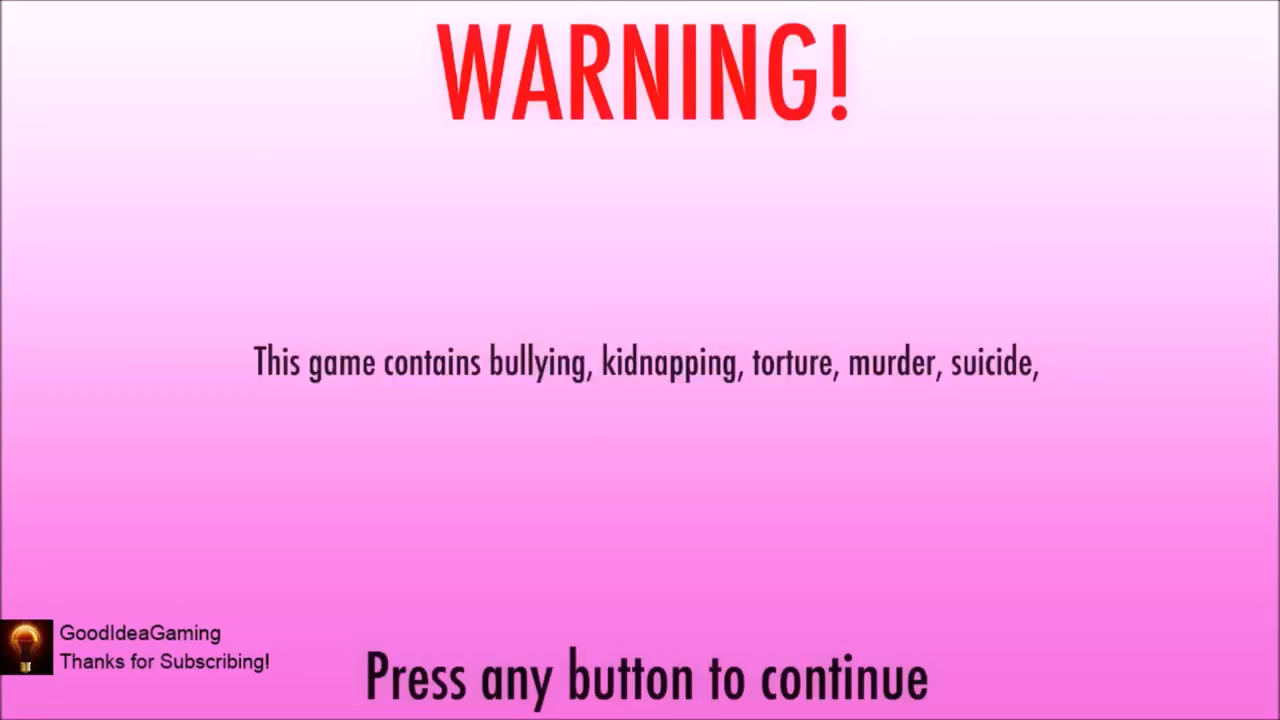 WARNING!
This game contains bullying, kidnapping, torture, murder, suicide,
GoodIdeaGaming
Thanks for Subscribing!
Press any button to continue